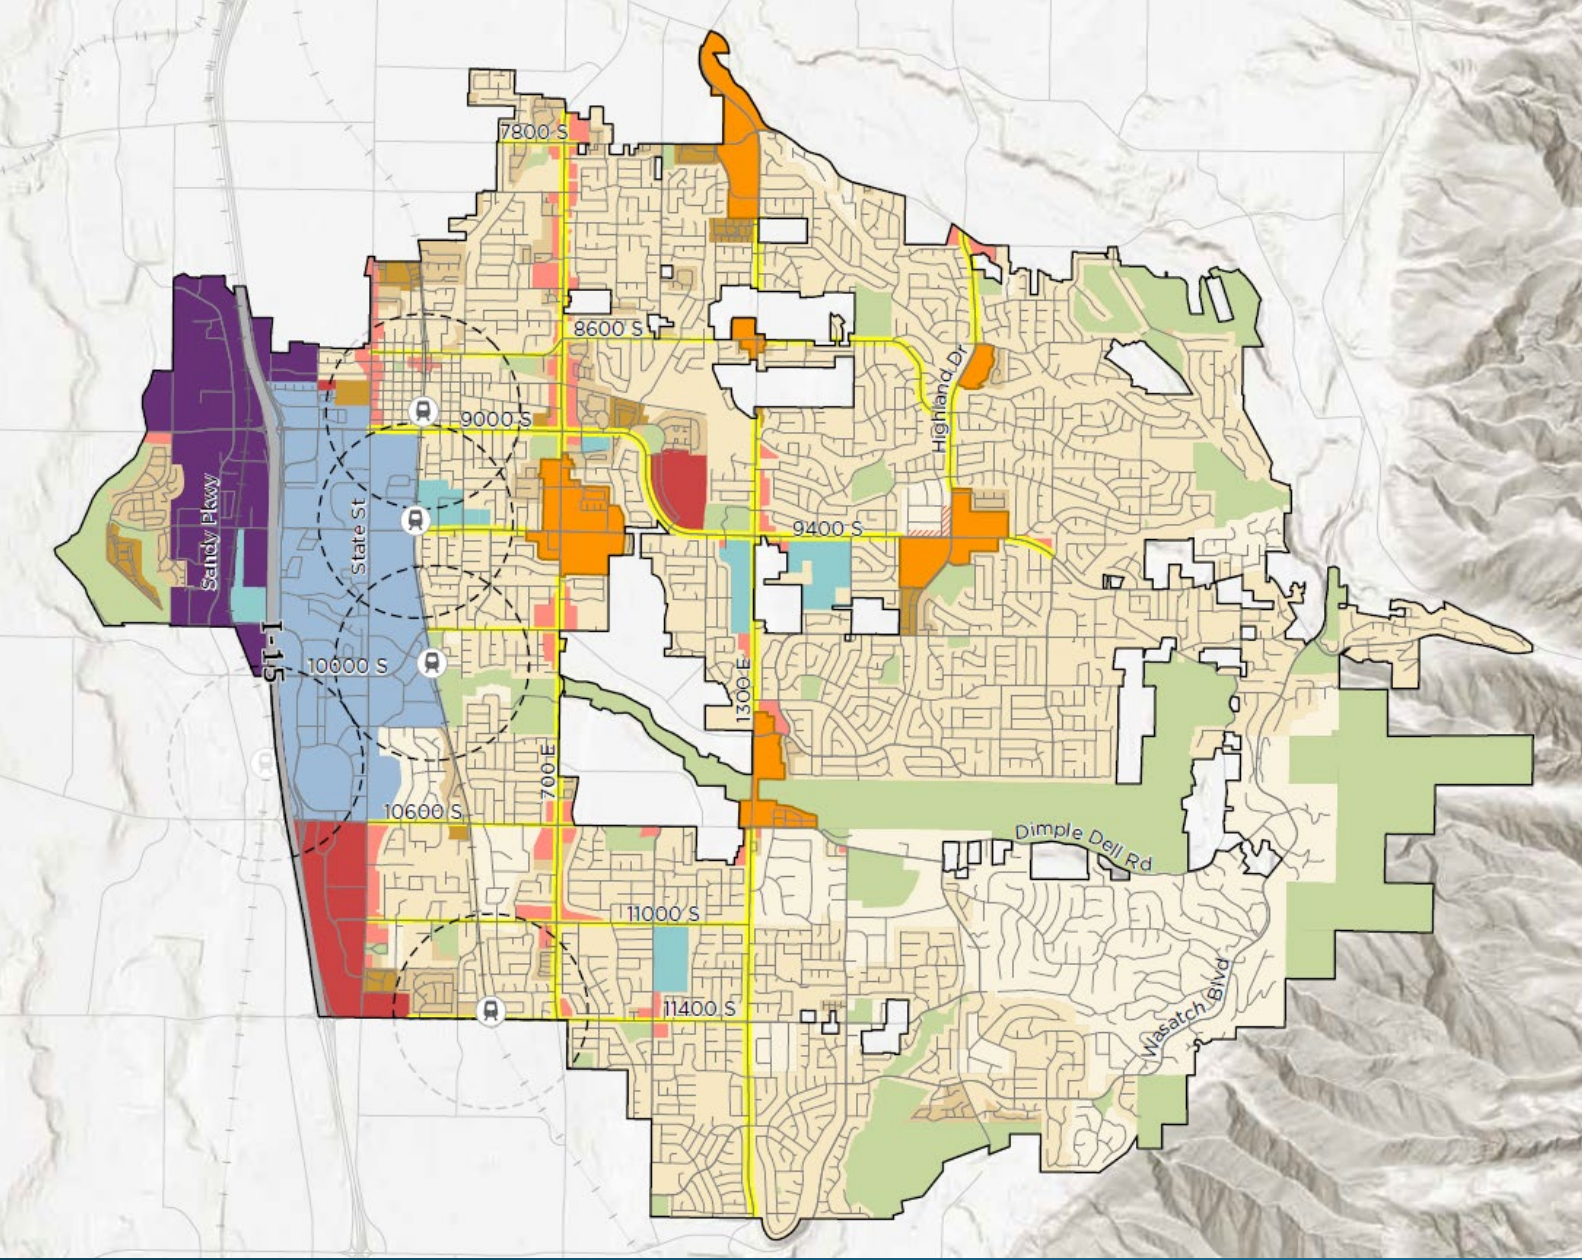 7800 S
8600 S
Highland Dr
9000 S
Sandy Pkwy
State St
9400 S
I-15
10000 S
1300 E
700 E
10600 S
Dimple Dell Rd
11000 S
Wasatch Blvd
11400 S